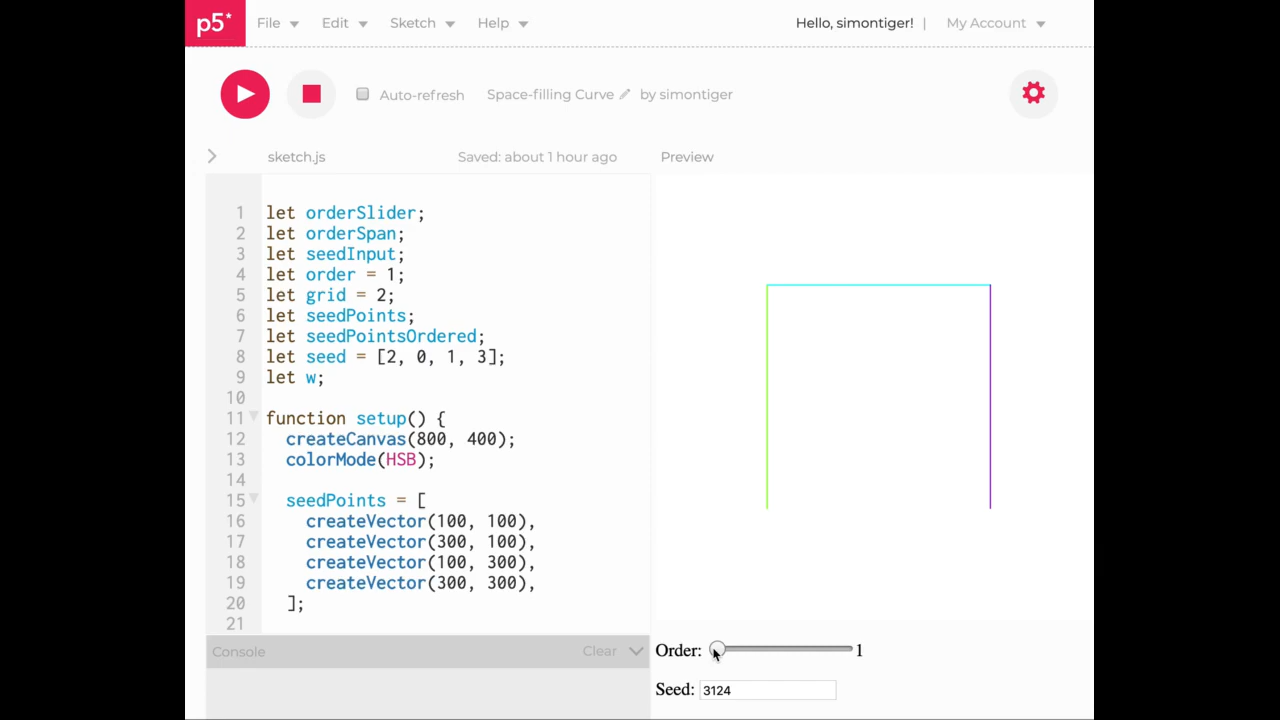 p5* File Edit Sketch Help Hello, simontiger! | My Account
Auto-refresh Space-filling Curve by simontiger
sketch.js Saved: about 1 hour ago Preview
1 let orderSlider;
2 let orderSpan;
3 let seedInput;
4 let order = 1;
5 let grid = 2;
6 let seedPoints;
7 let seedPointsOrdered;
8 let seed = [2, 0, 1, 3];
9 let w;
10
11 function setup() {
12 createCanvas(800, 400);
13 colorMode(HSB);
14
15 seedPoints = [
16 createVector(100, 100),
17 createVector(300, 100),
18 createVector(100, 300),
19 createVector(300, 300),
20 ];
21
Console Clear
Order: 1
Seed: 3124